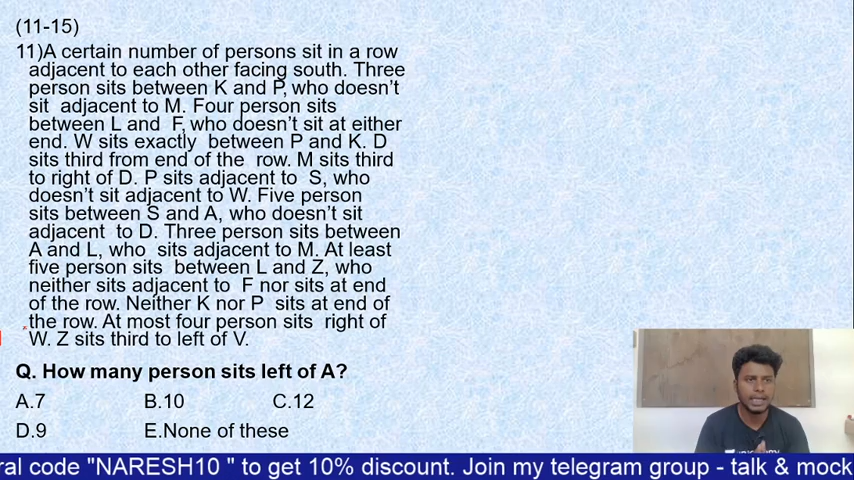 (11-15)
11)A certain number of persons sit in a row
adjacent to each other facing south. Three
person sits between K and P, who doesn't
sit adjacent to M. Four person sits
between L and F, who doesn't sit at either
end. W sits exactly between P and K. D
sits third from end of the row. M sits third
to right of D. P sits adjacent to S, who
doesn't sit adjacent to W. Five person
sits between S and A, who doesn't sit
adjacent to D. Three person sits between
A and L, who sits adjacent to M. At least
five person sits between L and Z, who
neither sits adjacent to F nor sits at end
of the row. Neither K nor P sits at end of
the row. At most four person sits right of
W. Z sits third to left of V.
Q. How many person sits left of A?
A.7 B.10 C.12
D.9 E.None of these
ral code "NARESH10 " to get 10% discount. Join my telegram group - talk & mock